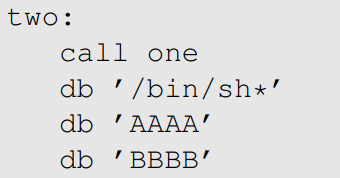 two:
call one
db ’/bin/sh*’
db ’AAAA’
db ’BBBB’